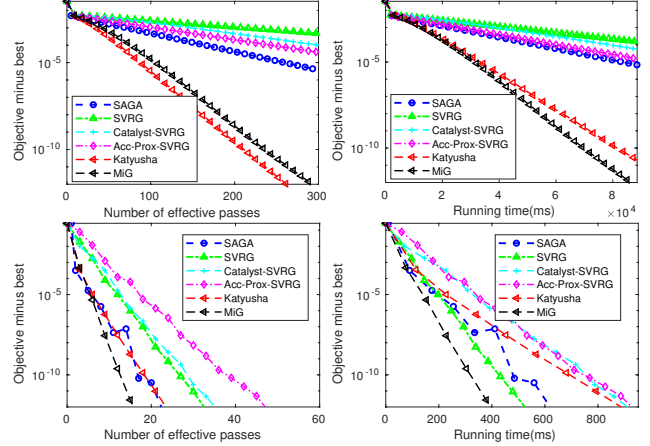 Objective minus best
10^-5
10^-10
SAGA
SVRG
Catalyst-SVRG
Acc-Prox-SVRG
Katyusha
MiG
0 100 200 300
Number of effective passes
Objective minus best
10^-5
10^-10
SAGA
SVRG
Catalyst-SVRG
Acc-Prox-SVRG
Katyusha
MiG
0 2 4 6 8
Running time(ms) × 10^4
Objective minus best
10^-5
10^-10
SAGA
SVRG
Catalyst-SVRG
Acc-Prox-SVRG
Katyusha
MiG
0 20 40 60
Number of effective passes
Objective minus best
10^-5
10^-10
SAGA
SVRG
Catalyst-SVRG
Acc-Prox-SVRG
Katyusha
MiG
0 200 400 600 800
Running time(ms)